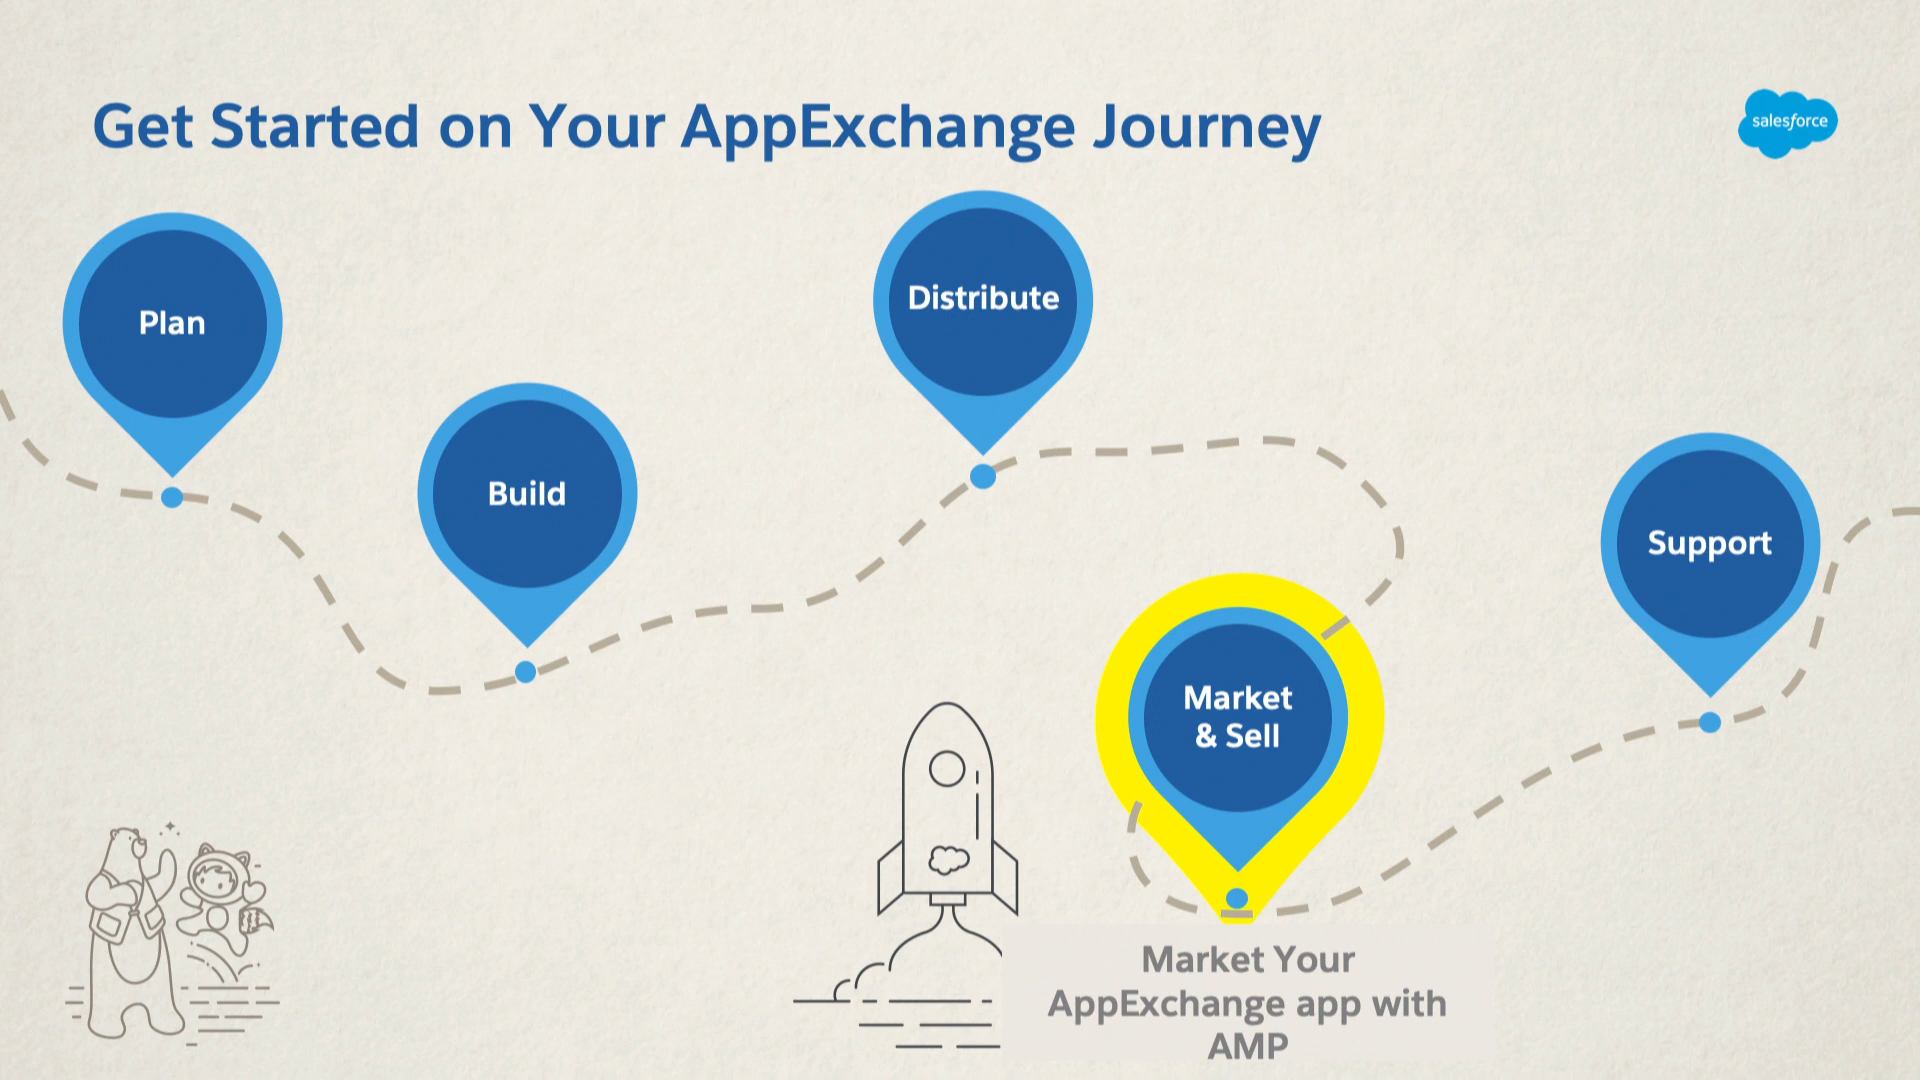 Get Started on Your AppExchange Journey
salesforce
Plan
Build
Distribute
Market
& Sell
Support
Market Your
AppExchange app with
AMP